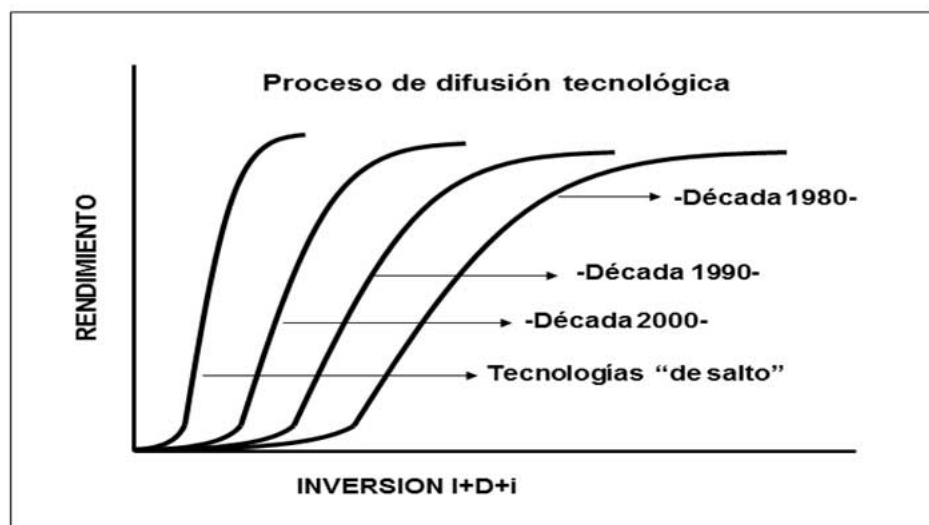 Proceso de difusión tecnológica
RENDIMIENTO
-Década 1980-
-Década 1990-
-Década 2000-
Tecnologías “de salto”
INVERSION I+D+i